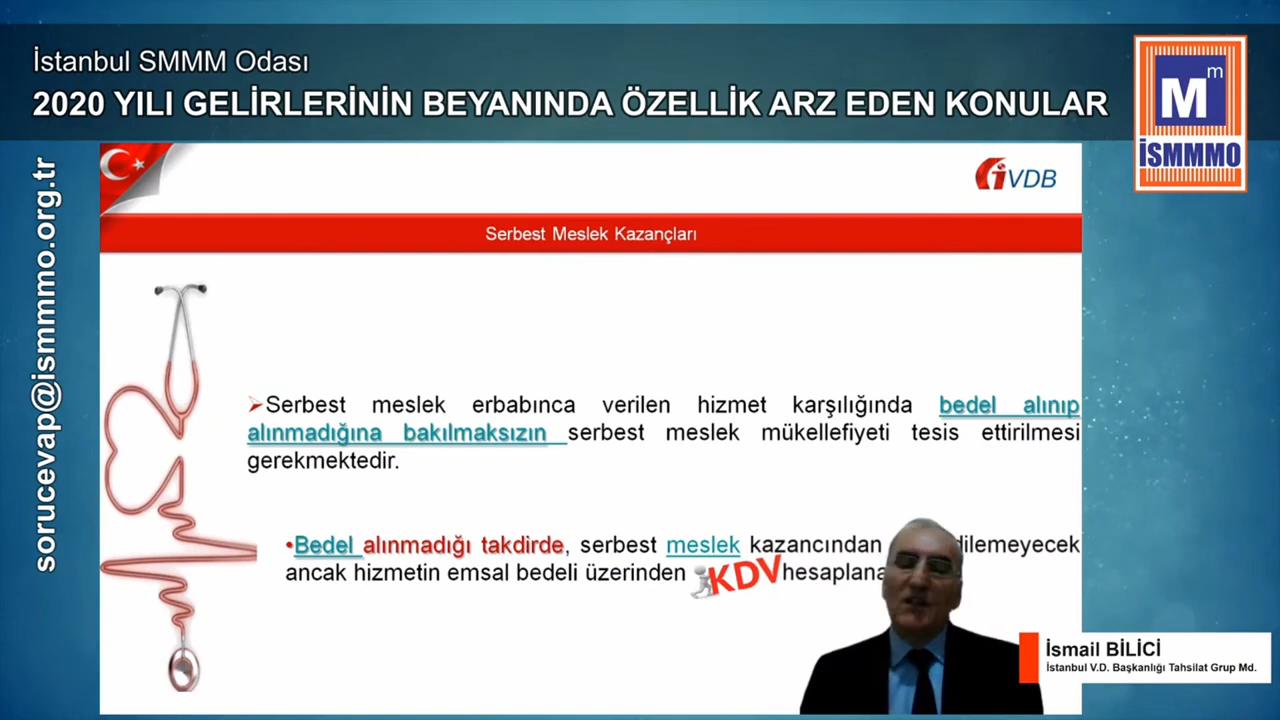 İstanbul SMMM Odası
2020 YILI GELİRLERİNİN BEYANINDA ÖZELLİK ARZ EDEN KONULAR
Mm
İSMMMO
sorucevap@ismmmo.org.tr
iVDB
Serbest Meslek Kazançları
Serbest meslek erbabınca verilen hizmet karşılığında bedel alınıp
alınmadığına bakılmaksızın serbest meslek mükellefiyeti tesis ettirilmesi
gerekmektedir.
•Bedel alınmadığı takdirde, serbest meslek kazancından
ancak hizmetin emsal bedeli üzerinden KDV
İsmail BİLİCİ
İstanbul V.D. Başkanlığı Tahsilat Grup Md.